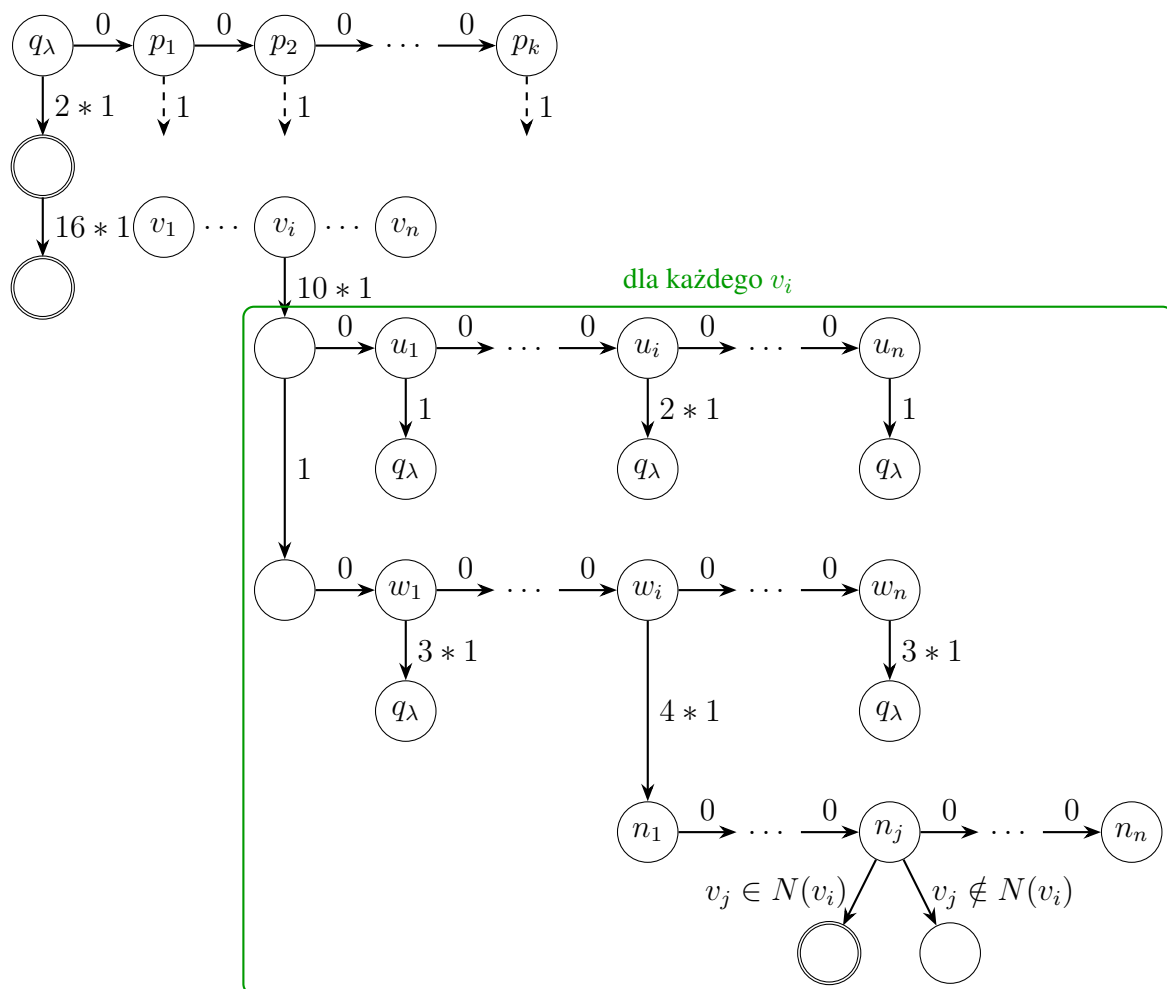 0 0 0 0
q_λ p_1 p_2 ... p_k
2 * 1 1 1 1
16 * 1 v_1 ... v_i ... v_n
dla każdego v_i
10 * 1
0 0 0 0 0
u_1 ... u_i ... u_n
1 2 * 1 1
q_λ q_λ q_λ
1
0 0 0 0 0
w_1 ... w_i ... w_n
3 * 1 3 * 1
q_λ 4 * 1 q_λ
0 0 0 0
n_1 ... n_j ... n_n
v_j ∈ N(v_i) v_j ∉ N(v_i)